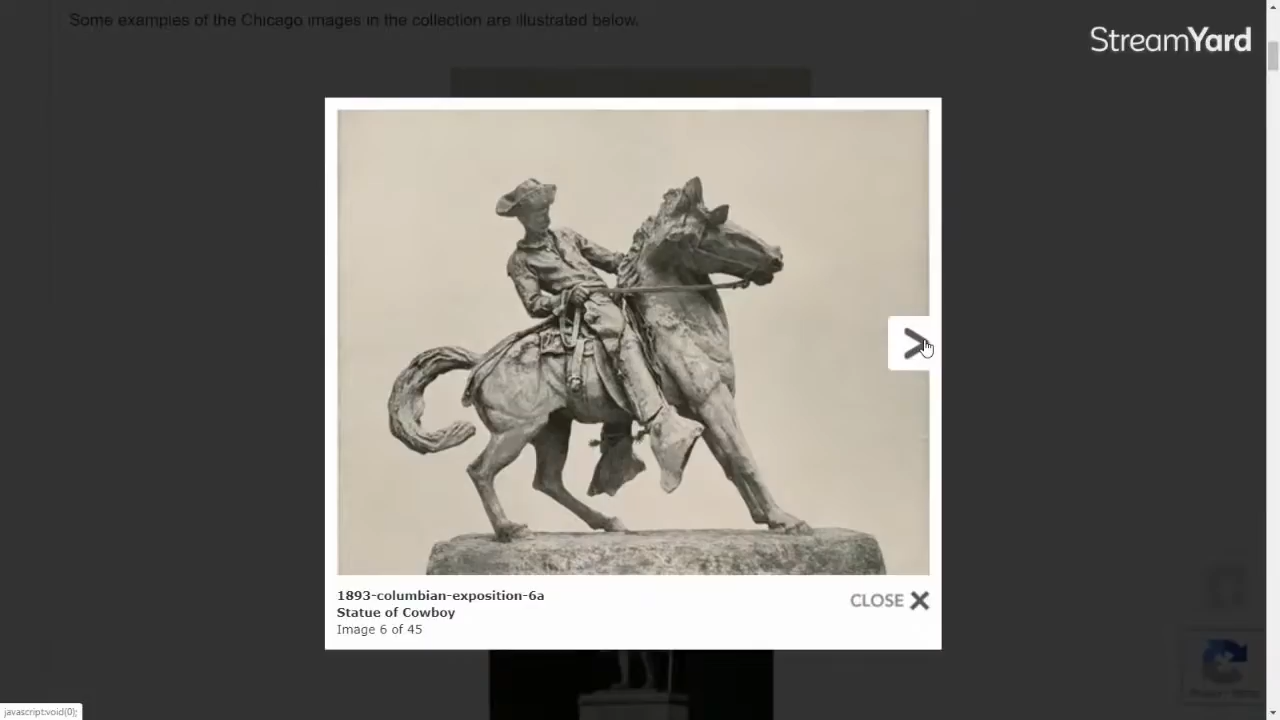 Some examples of the Chicago images in the collection are illustrated below.
StreamYard
1893-columbian-exposition-6a
Statue of Cowboy
Image 6 of 45
CLOSE
javascript:void(0);